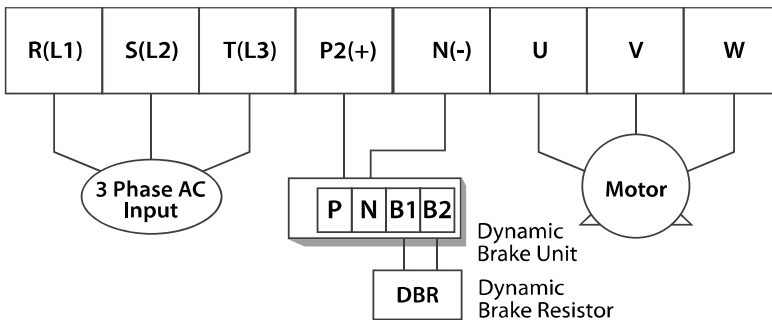 R(L1) S(L2) T(L3) P2(+) N(-) U V W
3 Phase AC
Input
Motor
P N B1 B2
Dynamic
Brake Unit
DBR
Dynamic
Brake Resistor